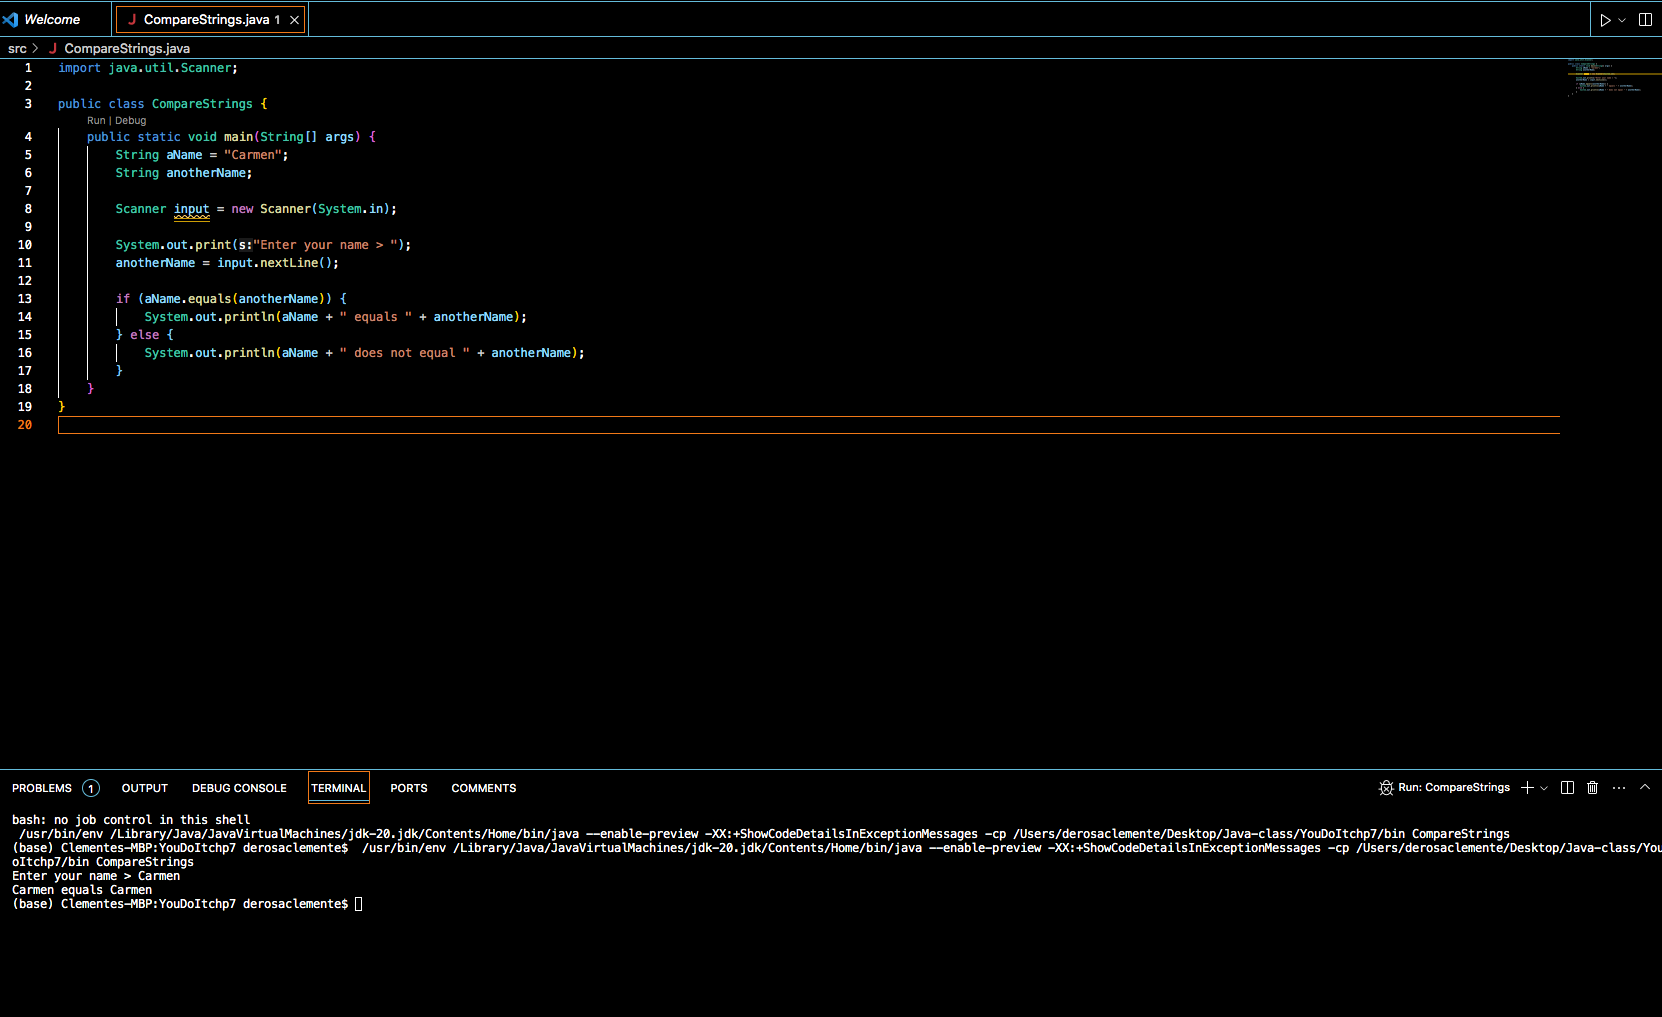 Welcome
J CompareStrings.java 1
src > J CompareStrings.java
1 import java.util.Scanner;
2
3 public class CompareStrings {
Run | Debug
4 public static void main(String[] args) {
5 String aName = "Carmen";
6 String anotherName;
7
8 Scanner input = new Scanner(System.in);
9
10 System.out.print(s:"Enter your name > ");
11 anotherName = input.nextLine();
12
13 if (aName.equals(anotherName)) {
14 System.out.println(aName + " equals " + anotherName);
15 } else {
16 System.out.println(aName + " does not equal " + anotherName);
17 }
18 }
19 }
20
PROBLEMS 1 OUTPUT DEBUG CONSOLE TERMINAL PORTS COMMENTS Run: CompareStrings
bash: no job control in this shell
/usr/bin/env /Library/Java/JavaVirtualMachines/jdk-20.jdk/Contents/Home/bin/java --enable-preview -XX:+ShowCodeDetailsInExceptionMessages -cp /Users/derosaclemente/Desktop/Java-class/YouDoItchp7/bin CompareStrings
(base) Clementes-MBP:YouDoItchp7 derosaclemente$ /usr/bin/env /Library/Java/JavaVirtualMachines/jdk-20.jdk/Contents/Home/bin/java --enable-preview -XX:+ShowCodeDetailsInExceptionMessages -cp /Users/derosaclemente/Desktop/Java-class/You
oItchp7/bin CompareStrings
Enter your name > Carmen
Carmen equals Carmen
(base) Clementes-MBP:YouDoItchp7 derosaclemente$